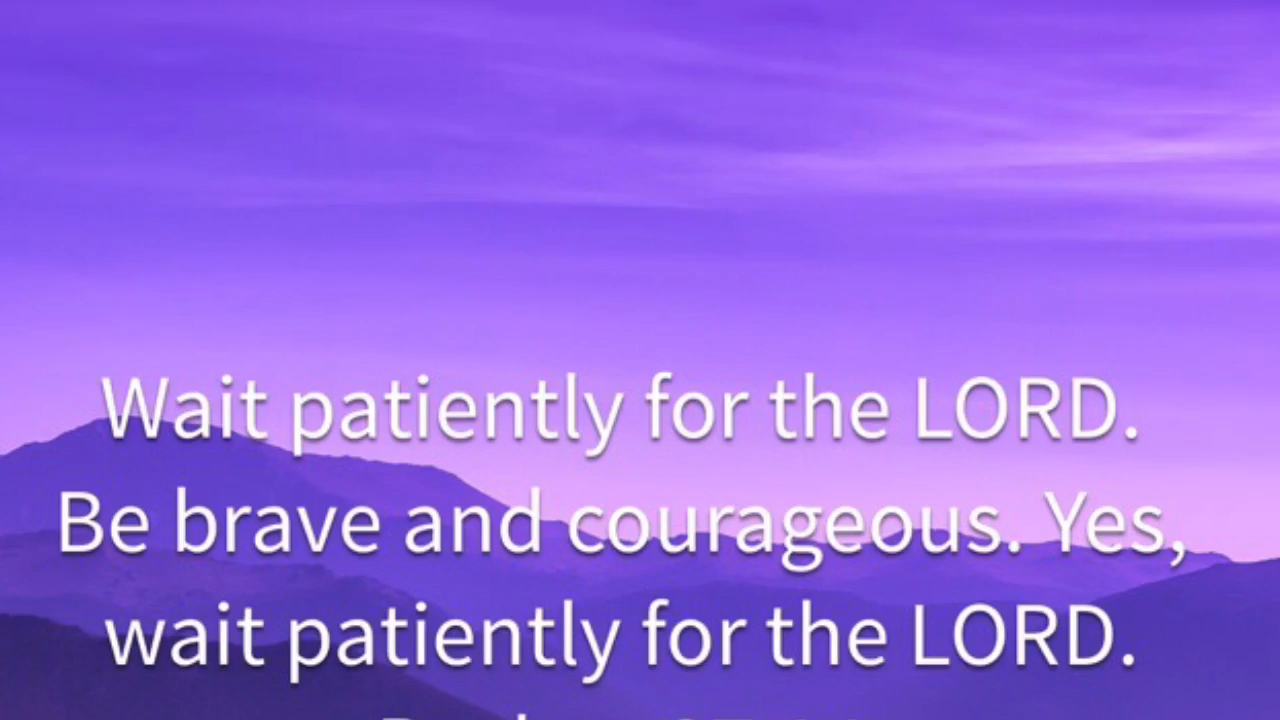 Wait patiently for the LORD.
Be brave and courageous. Yes,
wait patiently for the LORD.